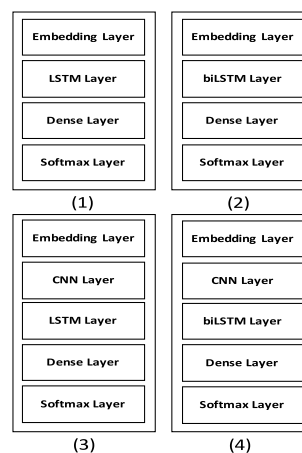 Embedding Layer
LSTM Layer
Dense Layer
Softmax Layer
(1)
Embedding Layer
biLSTM Layer
Dense Layer
Softmax Layer
(2)
Embedding Layer
CNN Layer
LSTM Layer
Dense Layer
Softmax Layer
(3)
Embedding Layer
CNN Layer
biLSTM Layer
Dense Layer
Softmax Layer
(4)